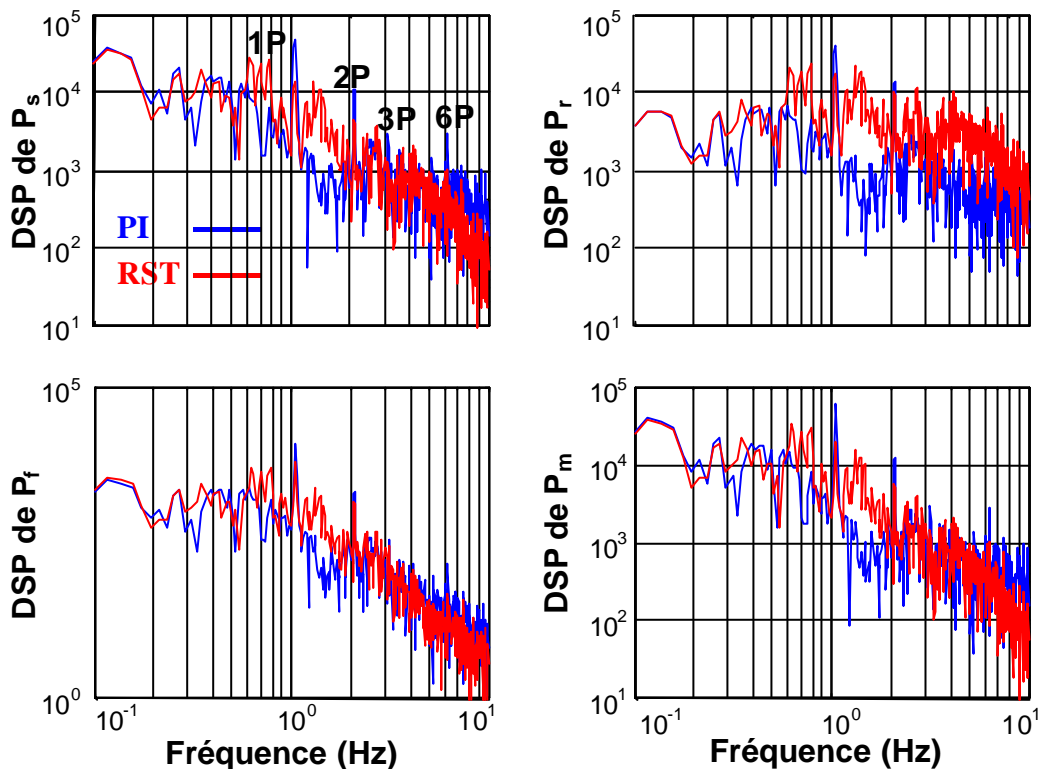 10^5
10^4
10^3
10^2
10^1
DSP de P_s
1P
2P
3P
6P
PI
RST
10^5
10^4
10^3
10^2
10^1
DSP de P_r
10^5
10^0
DSP de P_f
10^-1
10^0
10^1
Fréquence (Hz)
10^5
10^4
10^3
10^2
10^1
DSP de P_m
10^-1
10^0
10^1
Fréquence (Hz)